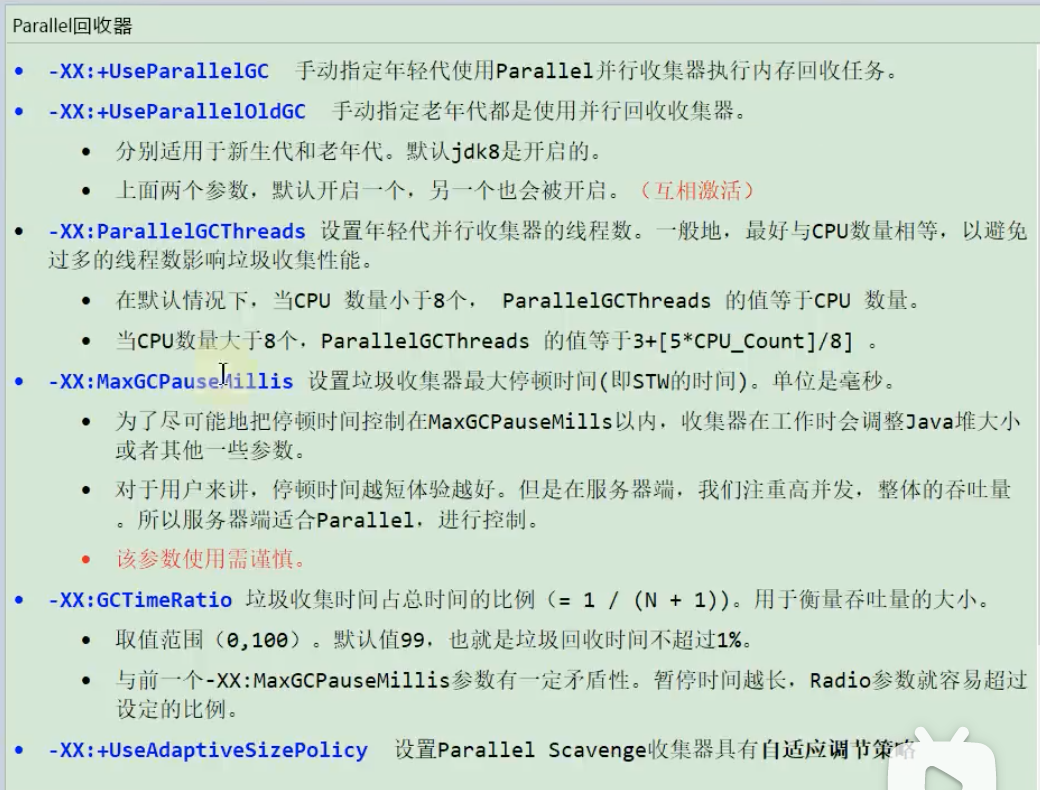 Parallel回收器
• -XX:+UseParallelGC 手动指定年轻代使用Parallel并行收集器执行内存回收任务。
• -XX:+UseParallelOldGC 手动指定老年代都是使用并行回收收集器。
• 分别适用于新生代和老年代。默认jdk8是开启的。
• 上面两个参数，默认开启一个，另一个也会被开启。（互相激活）
• -XX:ParallelGCThreads 设置年轻代并行收集器的线程数。一般地，最好与CPU数量相等，以避免
过多的线程数影响垃圾收集性能。
• 在默认情况下，当CPU 数量小于8个， ParallelGCThreads 的值等于CPU 数量。
• 当CPU数量大于8个，ParallelGCThreads 的值等于3+[5*CPU_Count]/8] 。
• -XX:MaxGCPauseMillis 设置垃圾收集器最大停顿时间(即STW的时间)。单位是毫秒。
• 为了尽可能地把停顿时间控制在MaxGCPauseMills以内，收集器在工作时会调整Java堆大小
或者其他一些参数。
• 对于用户来讲，停顿时间越短体验越好。但是在服务器端，我们注重高并发，整体的吞吐量
。所以服务器端适合Parallel，进行控制。
• 该参数使用需谨慎。
• -XX:GCTimeRatio 垃圾收集时间占总时间的比例（= 1 / (N + 1)）。用于衡量吞吐量的大小。
• 取值范围（0,100）。默认值99，也就是垃圾回收时间不超过1%。
• 与前一个-XX:MaxGCPauseMillis参数有一定矛盾性。暂停时间越长，Radio参数就容易超过
设定的比例。
• -XX:+UseAdaptiveSizePolicy 设置Parallel Scavenge收集器具有自适应调节策略